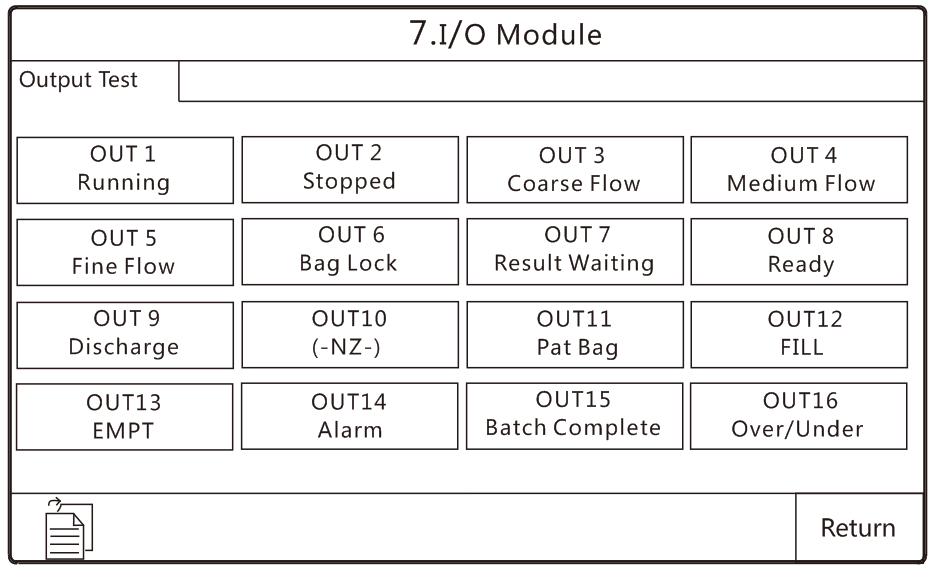 7.I/O Module
Output Test
OUT 1
Running
OUT 2
Stopped
OUT 3
Coarse Flow
OUT 4
Medium Flow
OUT 5
Fine Flow
OUT 6
Bag Lock
OUT 7
Result Waiting
OUT 8
Ready
OUT 9
Discharge
OUT10
(-NZ-)
OUT11
Pat Bag
OUT12
FILL
OUT13
EMPT
OUT14
Alarm
OUT15
Batch Complete
OUT16
Over/Under
Return